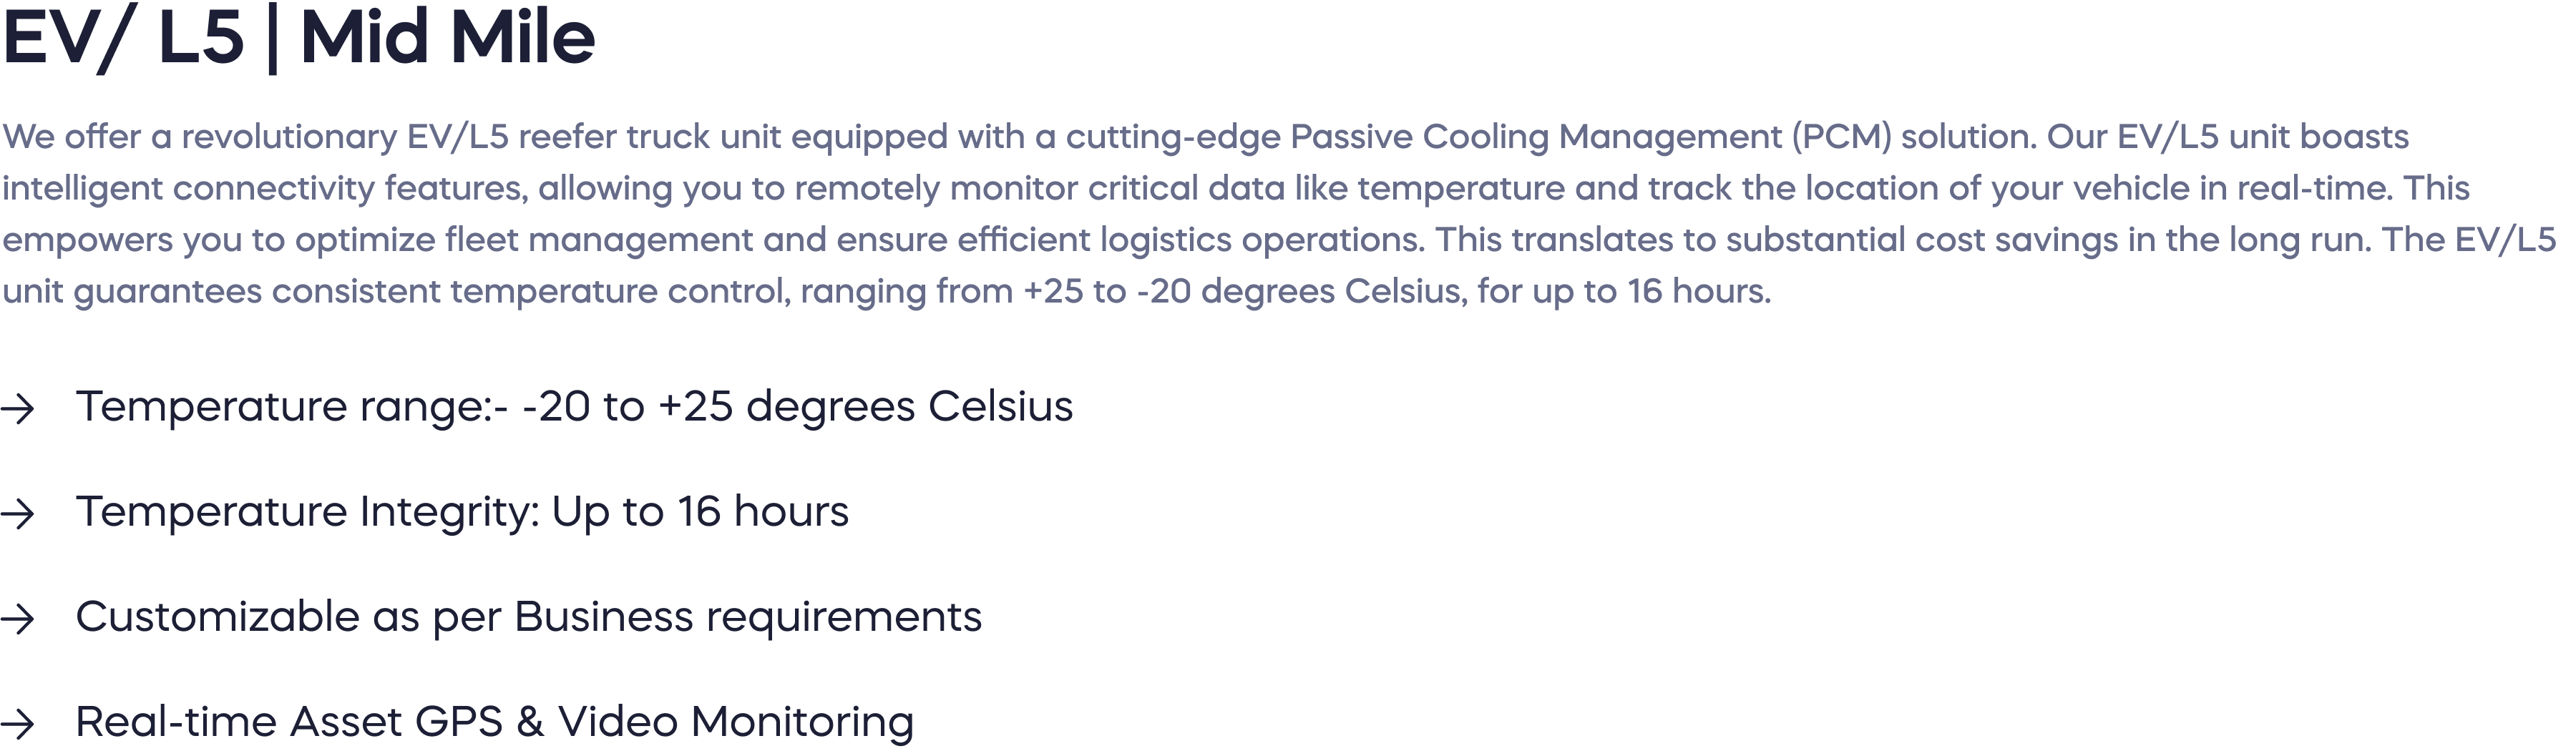 EV/ L5 | Mid Mile
We offer a revolutionary EV/L5 reefer truck unit equipped with a cutting-edge Passive Cooling Management (PCM) solution. Our EV/L5 unit boasts
intelligent connectivity features, allowing you to remotely monitor critical data like temperature and track the location of your vehicle in real-time. This
empowers you to optimize fleet management and ensure efficient logistics operations. This translates to substantial cost savings in the long run. The EV/L5
unit guarantees consistent temperature control, ranging from +25 to -20 degrees Celsius, for up to 16 hours.
→ Temperature range:- -20 to +25 degrees Celsius
→ Temperature Integrity: Up to 16 hours
→ Customizable as per Business requirements
→ Real-time Asset GPS & Video Monitoring